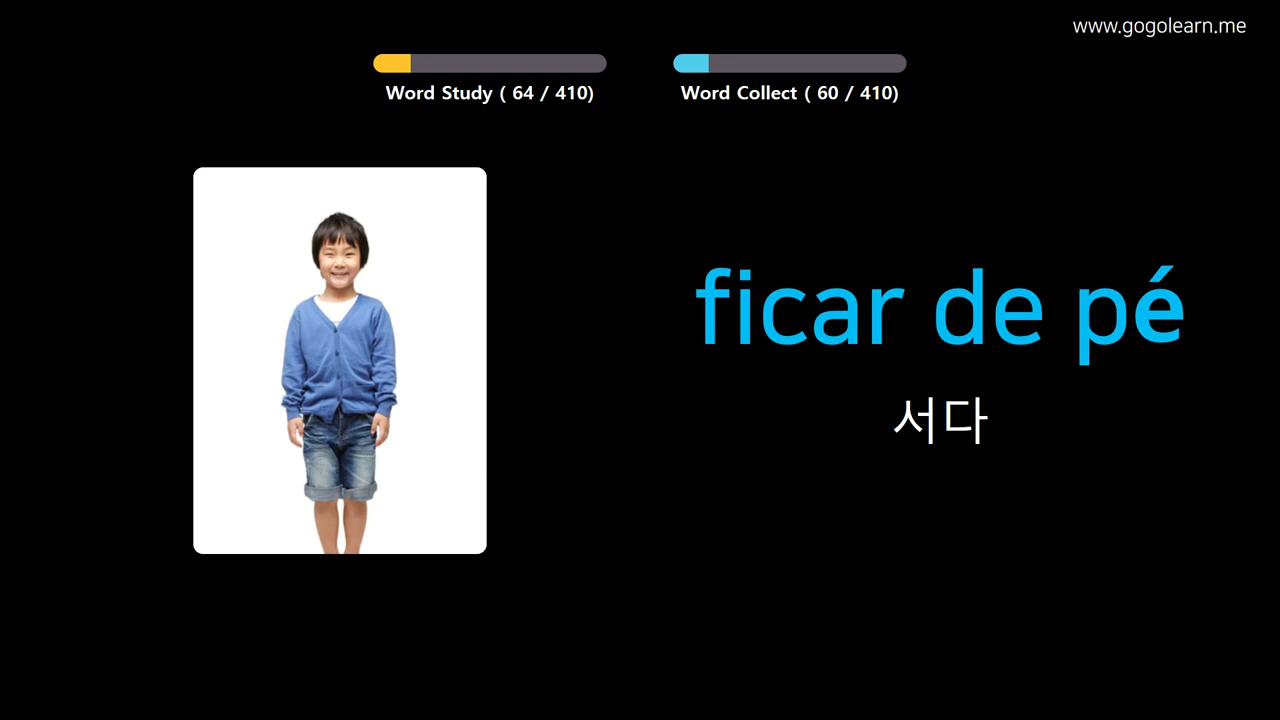 www.gogolearn.me
Word Study ( 64 / 410)
Word Collect ( 60 / 410)
ficar de pé
서다